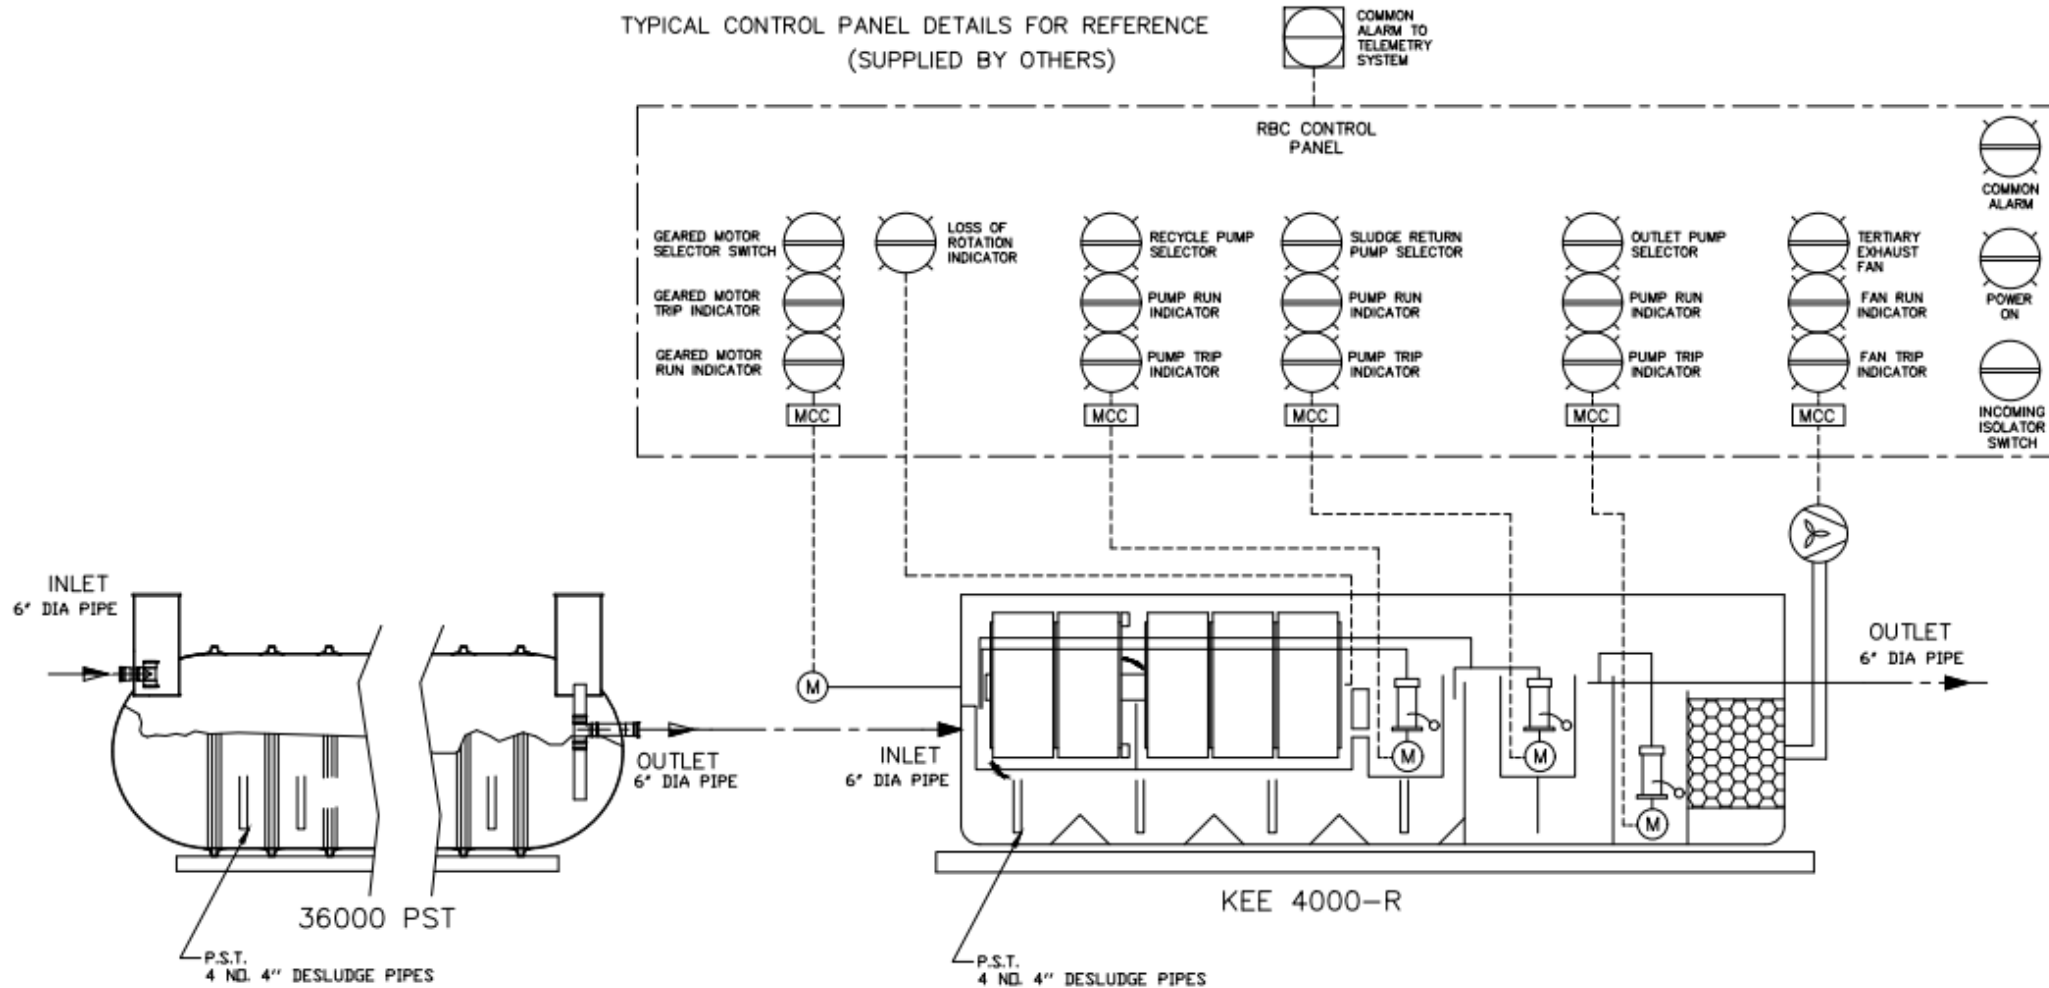 TYPICAL CONTROL PANEL DETAILS FOR REFERENCE
(SUPPLIED BY OTHERS)
COMMON
ALARM TO
TELEMETRY
SYSTEM
RBC CONTROL
PANEL
COMMON
ALARM
GEARED MOTOR
SELECTOR SWITCH
LOSS OF
ROTATION
INDICATOR
RECYCLE PUMP
SELECTOR
SLUDGE RETURN
PUMP SELECTOR
OUTLET PUMP
SELECTOR
TERTIARY
EXHAUST
FAN
GEARED MOTOR
TRIP INDICATOR
PUMP RUN
INDICATOR
PUMP RUN
INDICATOR
PUMP RUN
INDICATOR
FAN RUN
INDICATOR
POWER
ON
GEARED MOTOR
RUN INDICATOR
PUMP TRIP
INDICATOR
PUMP TRIP
INDICATOR
PUMP TRIP
INDICATOR
FAN TRIP
INDICATOR
MCC
MCC
MCC
MCC
MCC
INCOMING
ISOLATOR
SWITCH
INLET
6" DIA PIPE
OUTLET
6" DIA PIPE
M
OUTLET
6" DIA PIPE
INLET
6" DIA PIPE
M
M
M
36000 PST
KEE 4000-R
P.S.T.
4 NO. 4" DESLUDGE PIPES
P.S.T.
4 NO. 4" DESLUDGE PIPES